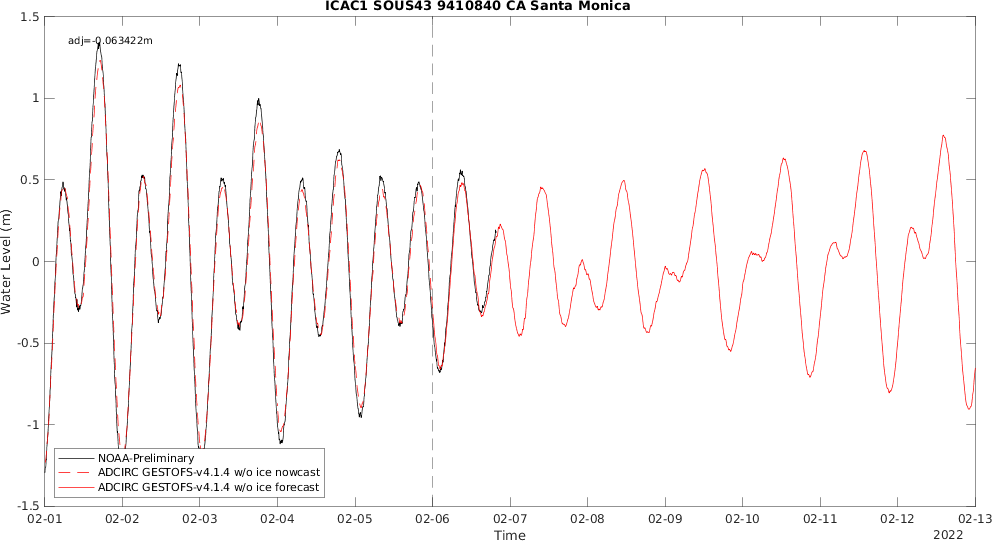 ICAC1 SOUS43 9410840 CA Santa Monica
adj=-0.063422m
1.5
1
0.5
0
-0.5
-1
-1.5
Water Level (m)
NOAA-Preliminary
ADCIRC GESTOFS-v4.1.4 w/o ice nowcast
ADCIRC GESTOFS-v4.1.4 w/o ice forecast
02-01 02-02 02-03 02-04 02-05 02-06 02-07 02-08 02-09 02-10 02-11 02-12 02-13
Time
2022